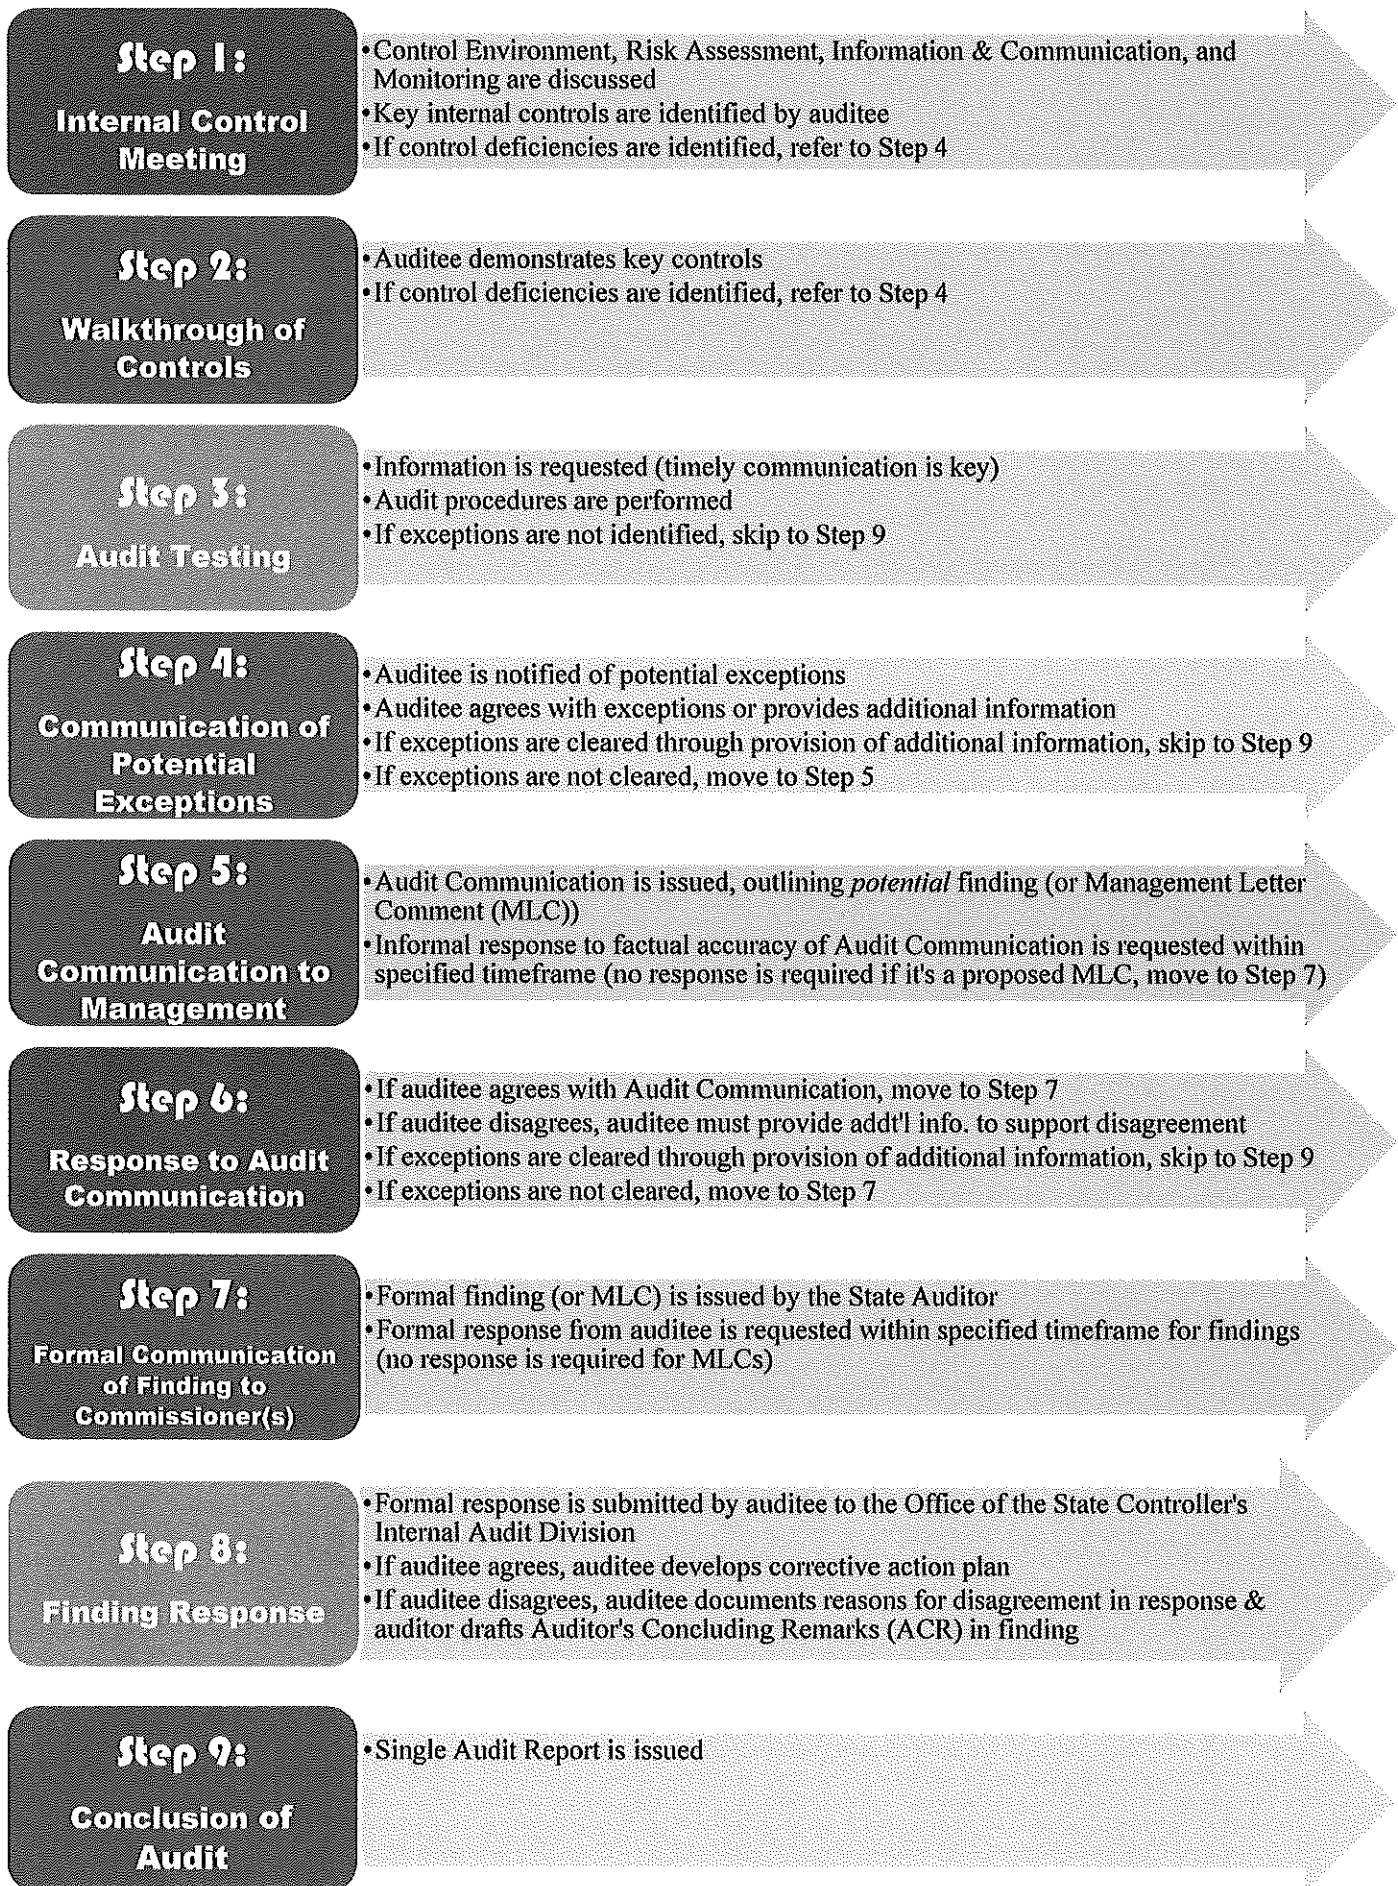 Step 1:
Internal Control
Meeting
•Control Environment, Risk Assessment, Information & Communication, and
Monitoring are discussed
•Key internal controls are identified by auditee
•If control deficiencies are identified, refer to Step 4
Step 2:
Walkthrough of
Controls
•Auditee demonstrates key controls
•If control deficiencies are identified, refer to Step 4
Step 3:
Audit Testing
•Information is requested (timely communication is key)
•Audit procedures are performed
•If exceptions are not identified, skip to Step 9
Step 4:
Communication of
Potential
Exceptions
•Auditee is notified of potential exceptions
•Auditee agrees with exceptions or provides additional information
•If exceptions are cleared through provision of additional information, skip to Step 9
•If exceptions are not cleared, move to Step 5
Step 5:
Audit
Communication to
Management
•Audit Communication is issued, outlining potential finding (or Management Letter
Comment (MLC))
•Informal response to factual accuracy of Audit Communication is requested within
specified timeframe (no response is required if it's a proposed MLC, move to Step 7)
Step 6:
Response to Audit
Communication
•If auditee agrees with Audit Communication, move to Step 7
•If auditee disagrees, auditee must provide addt'l info. to support disagreement
•If exceptions are cleared through provision of additional information, skip to Step 9
•If exceptions are not cleared, move to Step 7
Step 7:
Formal Communication
of Finding to
Commissioner(s)
•Formal finding (or MLC) is issued by the State Auditor
•Formal response from auditee is requested within specified timeframe for findings
(no response is required for MLCs)
Step 8:
Finding Response
•Formal response is submitted by auditee to the Office of the State Controller's
Internal Audit Division
•If auditee agrees, auditee develops corrective action plan
•If auditee disagrees, auditee documents reasons for disagreement in response &
auditor drafts Auditor's Concluding Remarks (ACR) in finding
Step 9:
Conclusion of
Audit
•Single Audit Report is issued